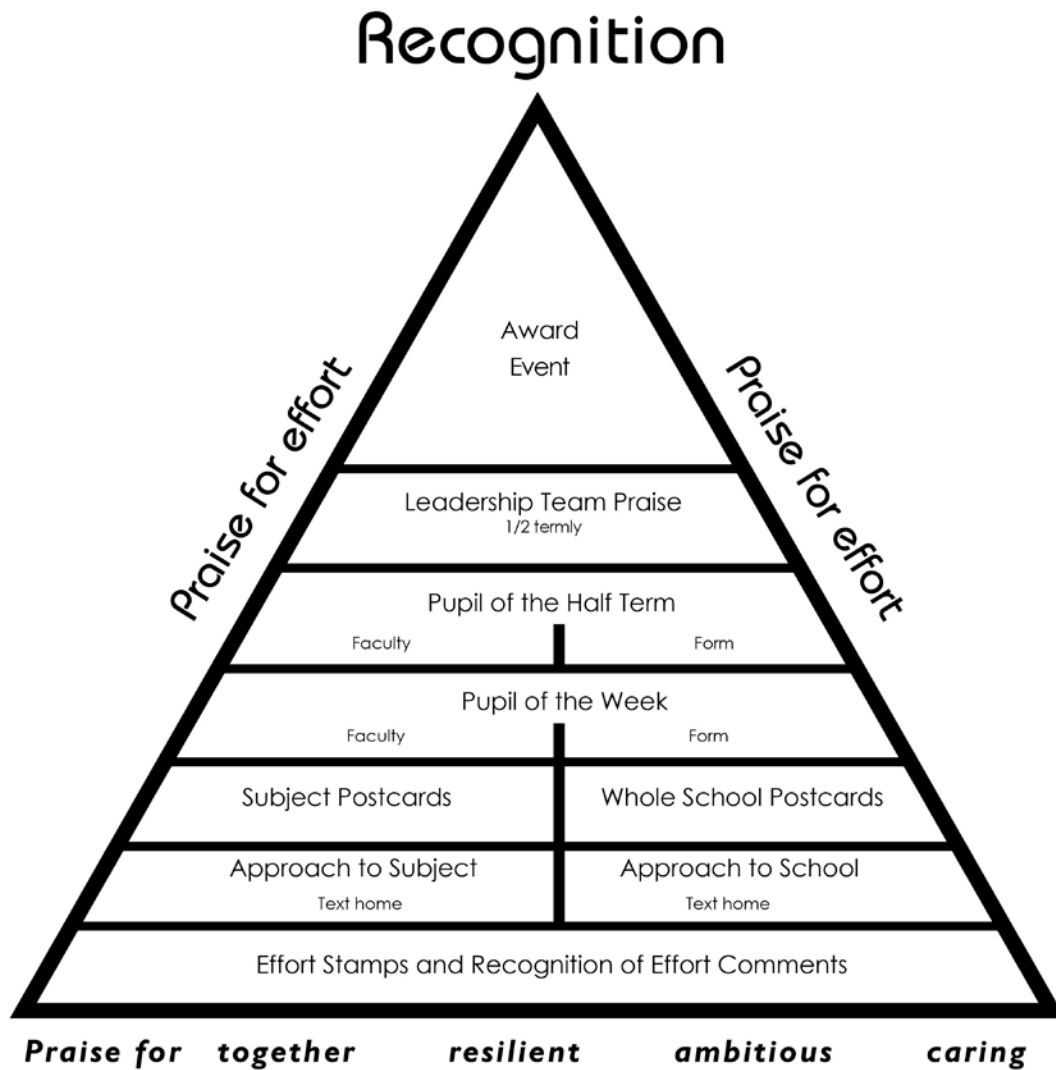 Recognition
Award
Event
Praise for effort
Praise for effort
Leadership Team Praise
1/2 termly
Pupil of the Half Term
Faculty Form
Pupil of the Week
Faculty Form
Subject Postcards Whole School Postcards
Approach to Subject Approach to School
Text home Text home
Effort Stamps and Recognition of Effort Comments
Praise for together resilient ambitious caring